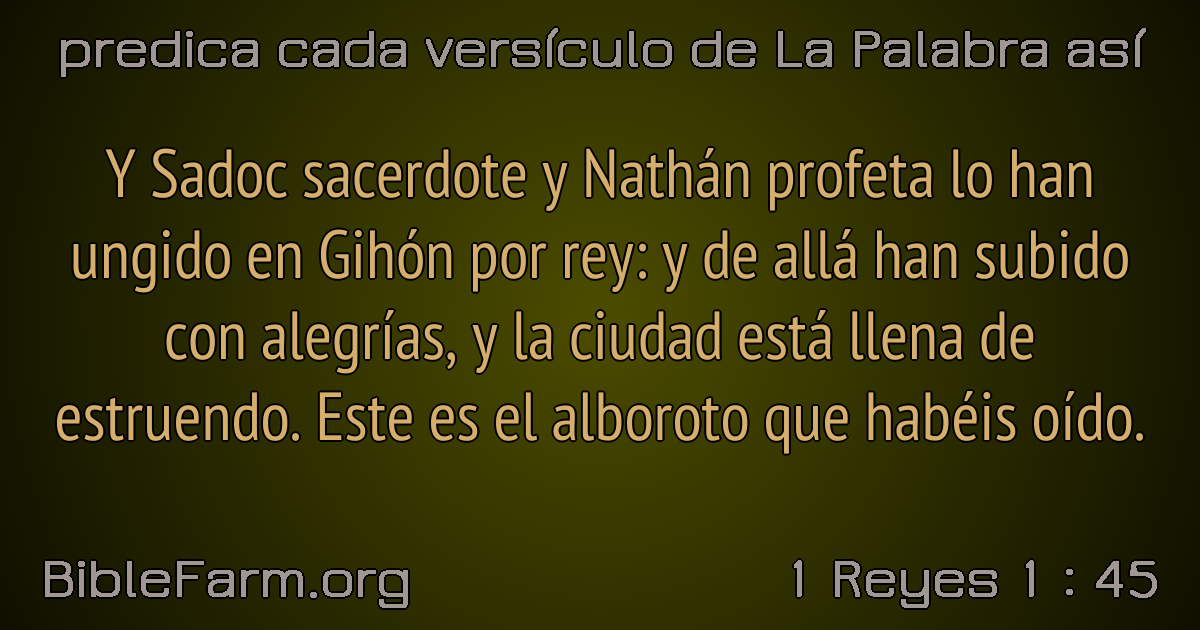 predica cada versículo de La Palabra así
Y Sadoc sacerdote y Nathán profeta lo han
ungido en Gihón por rey: y de allá han subido
con alegrías, y la ciudad está llena de
estruendo. Este es el alboroto que habéis oído.
BibleFarm.org
1 Reyes 1 : 45